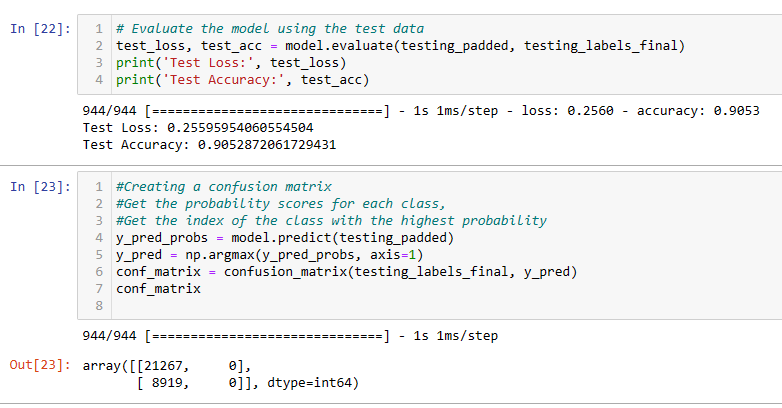 In [22]:
1 # Evaluate the model using the test data
2 test_loss, test_acc = model.evaluate(testing_padded, testing_labels_final)
3 print('Test Loss:', test_loss)
4 print('Test Accuracy:', test_acc)
944/944 [==============================] - 1s 1ms/step - loss: 0.2560 - accuracy: 0.9053
Test Loss: 0.25595954060554504
Test Accuracy: 0.9052872061729431
In [23]:
1 #Creating a confusion matrix
2 #Get the probability scores for each class,
3 #Get the index of the class with the highest probability
4 y_pred_probs = model.predict(testing_padded)
5 y_pred = np.argmax(y_pred_probs, axis=1)
6 conf_matrix = confusion_matrix(testing_labels_final, y_pred)
7 conf_matrix
8
944/944 [==============================] - 1s 1ms/step
Out[23]: array([[21267,     0],
       [ 8919,     0]], dtype=int64)